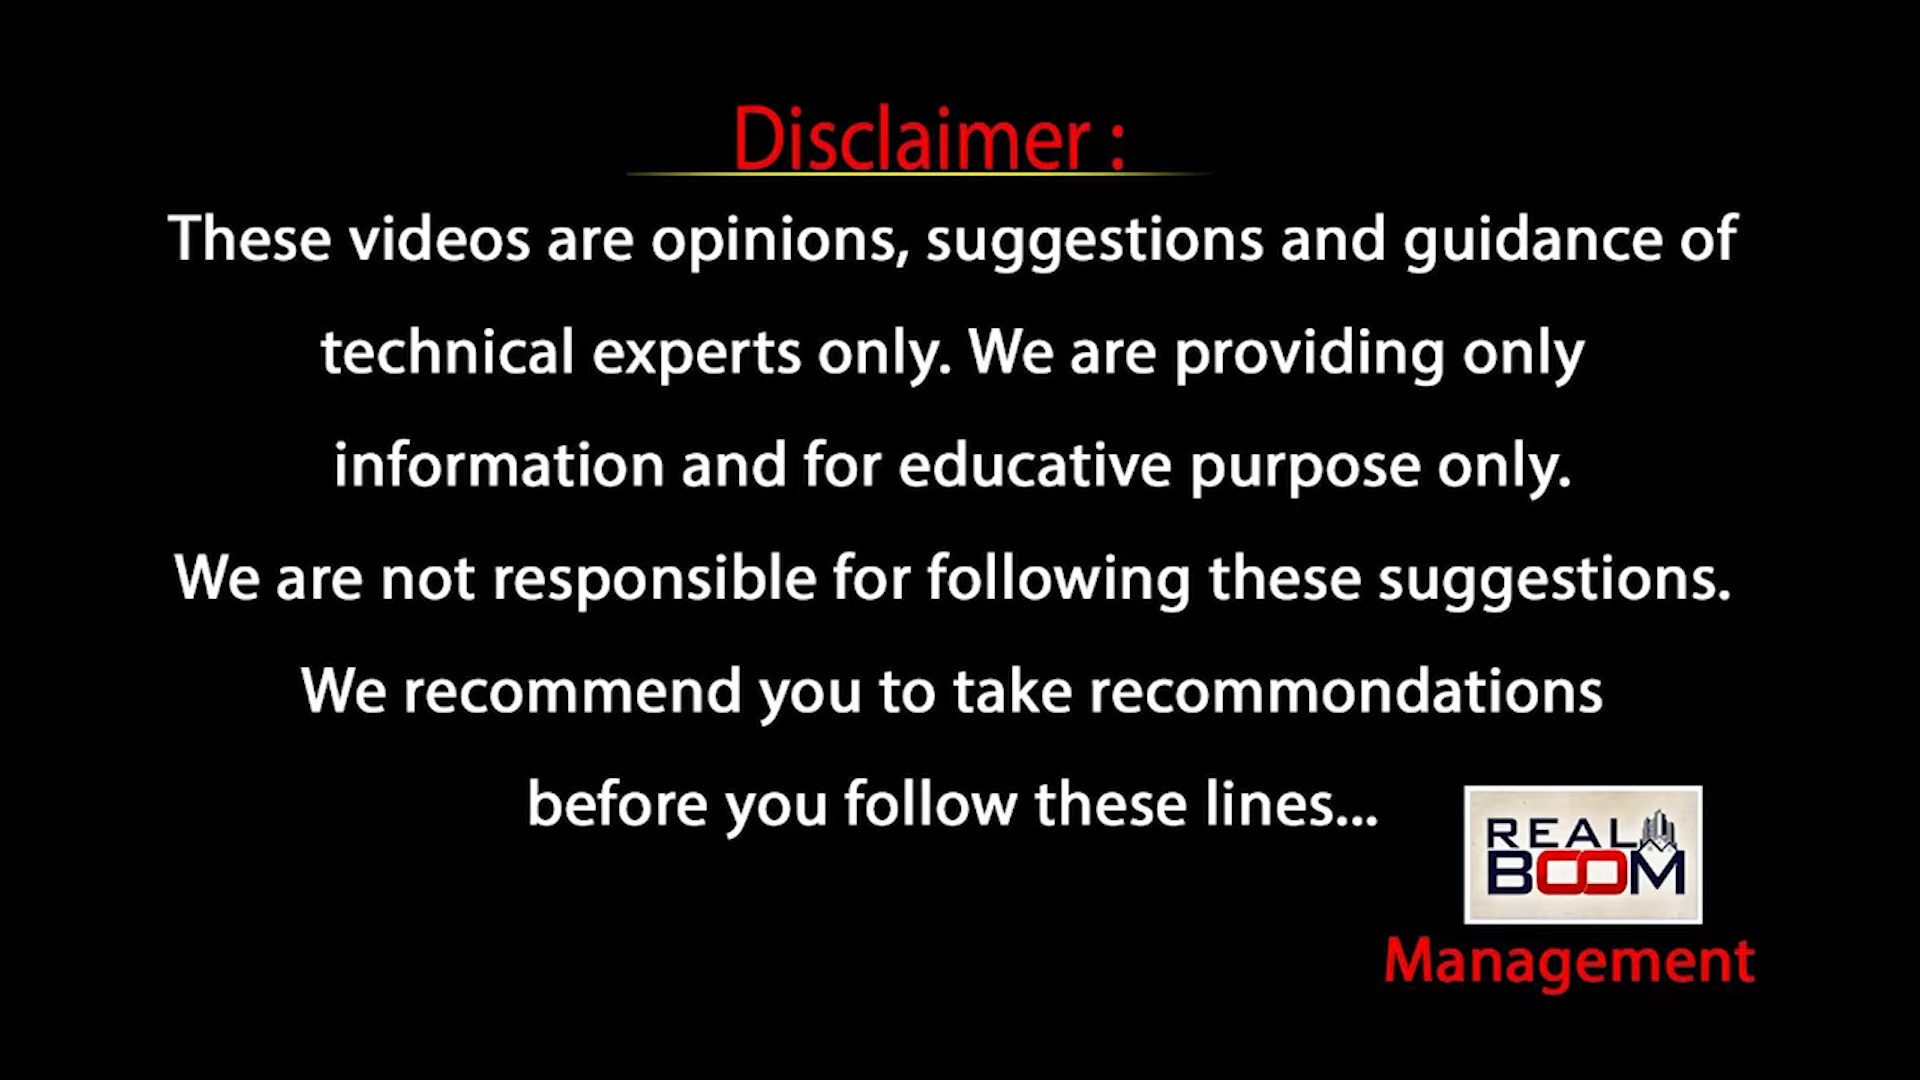 Disclaimer :
These videos are opinions, suggestions and guidance of
technical experts only. We are providing only
information and for educative purpose only.
We are not responsible for following these suggestions.
We recommend you to take recommondations
before you follow these lines...
REAL
BOOM
Management